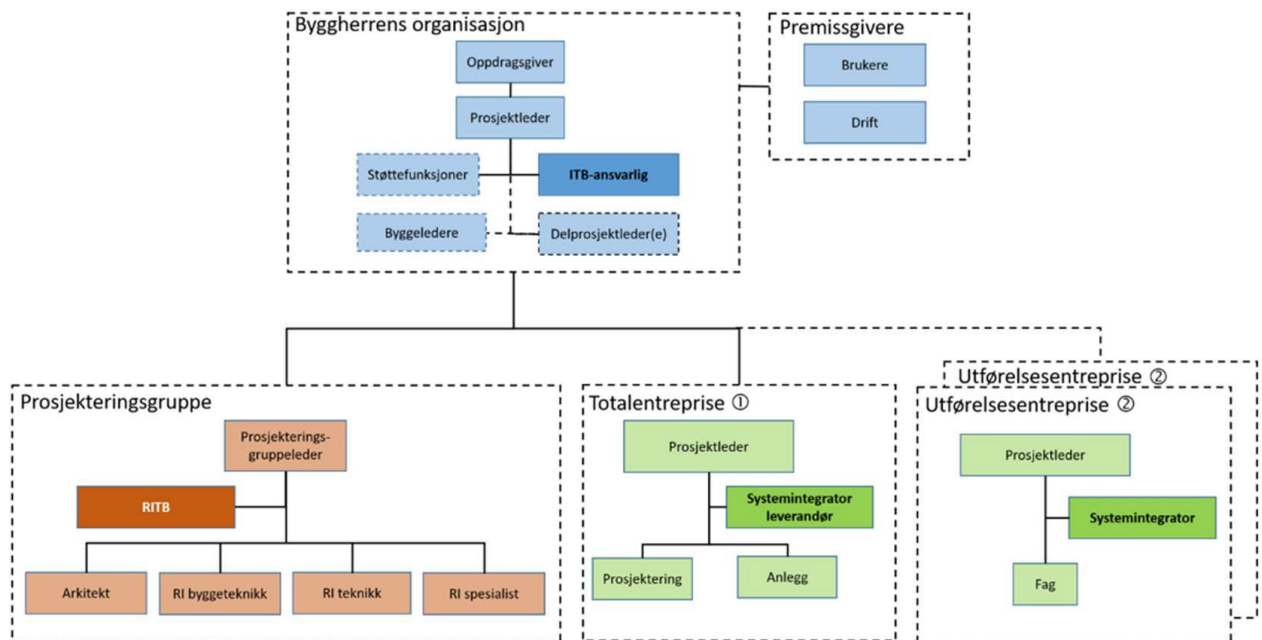 Byggherrens organisasjon
Oppdragsgiver
Prosjektleder
Støttefunksjoner
ITB-ansvarlig
Byggeledere
Delprosjektleder(e)
Premissgivere
Brukere
Drift
Prosjekteringsgruppe
Prosjekterings-
gruppeleder
RITB
Arkitekt
RI byggeteknikk
RI teknikk
RI spesialist
Totalentreprise ①
Prosjektleder
Systemintegrator
leverandør
Prosjektering
Anlegg
Utførelsesentreprise ②
Utførelsesentreprise ②
Prosjektleder
Systemintegrator
Fag